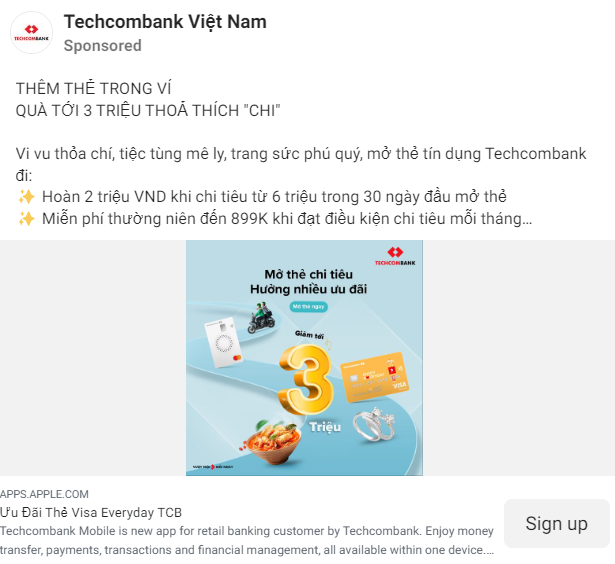 Techcombank Việt Nam
TECHCOMBANK
Sponsored
THÊM THẺ TRONG VÍ
QUÀ TỚI 3 TRIỆU THOẢ THÍCH "CHI"
Vi vu thỏa chí, tiệc tùng mê ly, trang sức phú quý, mở thẻ tín dụng Techcombank
đi:
✨ Hoàn 2 triệu VND khi chi tiêu từ 6 triệu trong 30 ngày đầu mở thẻ
✨ Miễn phí thường niên đến 899K khi đạt điều kiện chi tiêu mỗi tháng...
TECHCOMBANK
Mở thẻ chi tiêu
Hưởng nhiều ưu đãi
Mở thẻ ngay
Giảm tới
3
Triệu
VISA
APPS.APPLE.COM
Ưu Đãi Thẻ Visa Everyday TCB
Techcombank Mobile is new app for retail banking customer by Techcombank. Enjoy money
transfer, payments, transactions and financial management, all available within one device....
Sign up